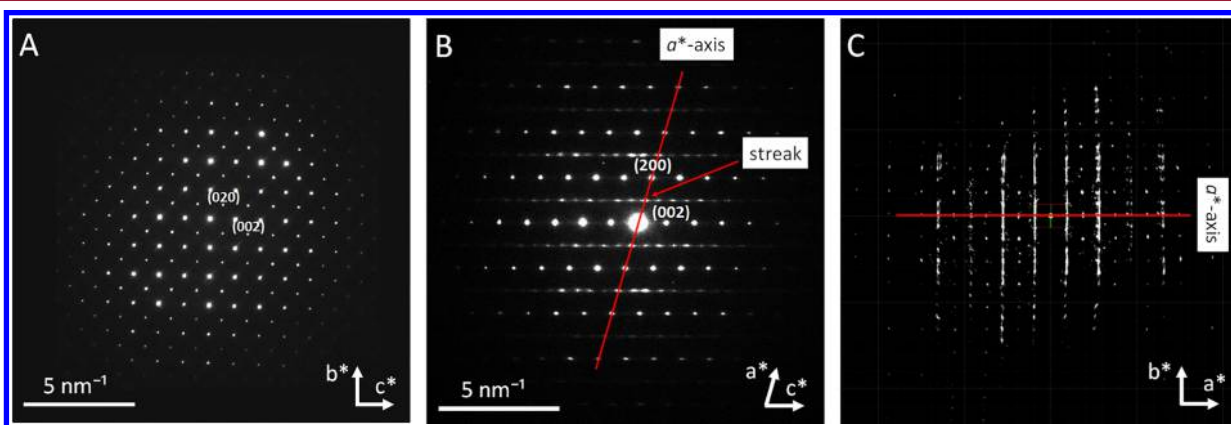 A
(020)
(002)
5 nm⁻¹
b*
c*
B
a*-axis
streak
(200)
(002)
5 nm⁻¹
a*
c*
C
a*-axis
b*
a*